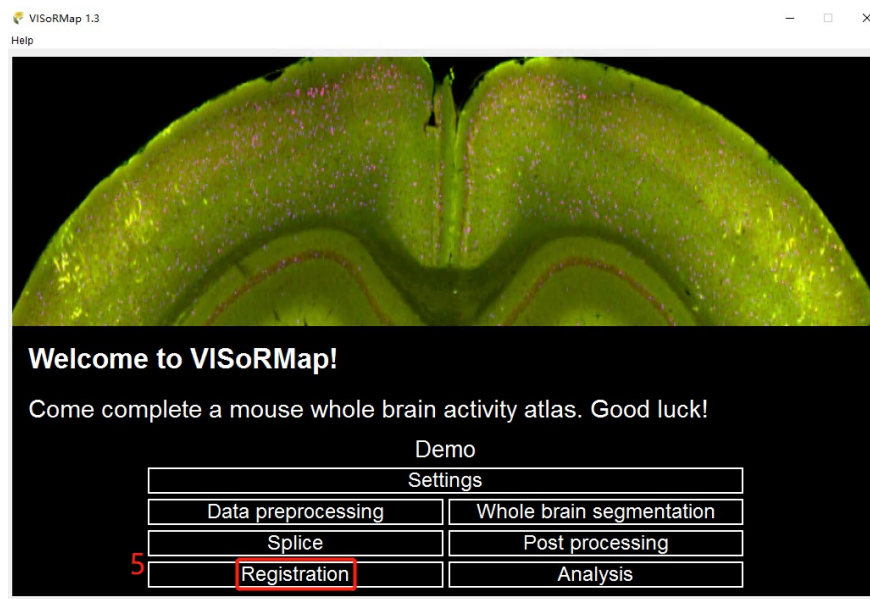 VISoRMap 1.3
Help
Welcome to VISoRMap!
Come complete a mouse whole brain activity atlas. Good luck!
Demo
Settings
Data preprocessing Whole brain segmentation
Splice Post processing
5 Registration Analysis